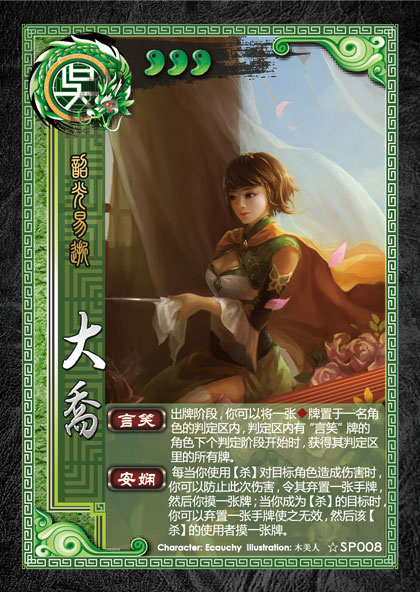 吴
韶光易逝
大乔
言笑
出牌阶段,你可以将一张◆牌置于一名角
色的判定区内,判定区内有“言笑”牌的
角色下个判定阶段开始时,获得其判定区
里的所有牌。
安娴
每当你使用【杀】对目标角色造成伤害时,
你可以防止此次伤害,令其弃置一张手牌,
然后你摸一张牌;当你成为【杀】的目标时,
你可以弃置一张手牌使之无效,然后该【
杀】的使用者摸一张牌。
Character: Ecauchy Illustration: 木美人 ☆SP008